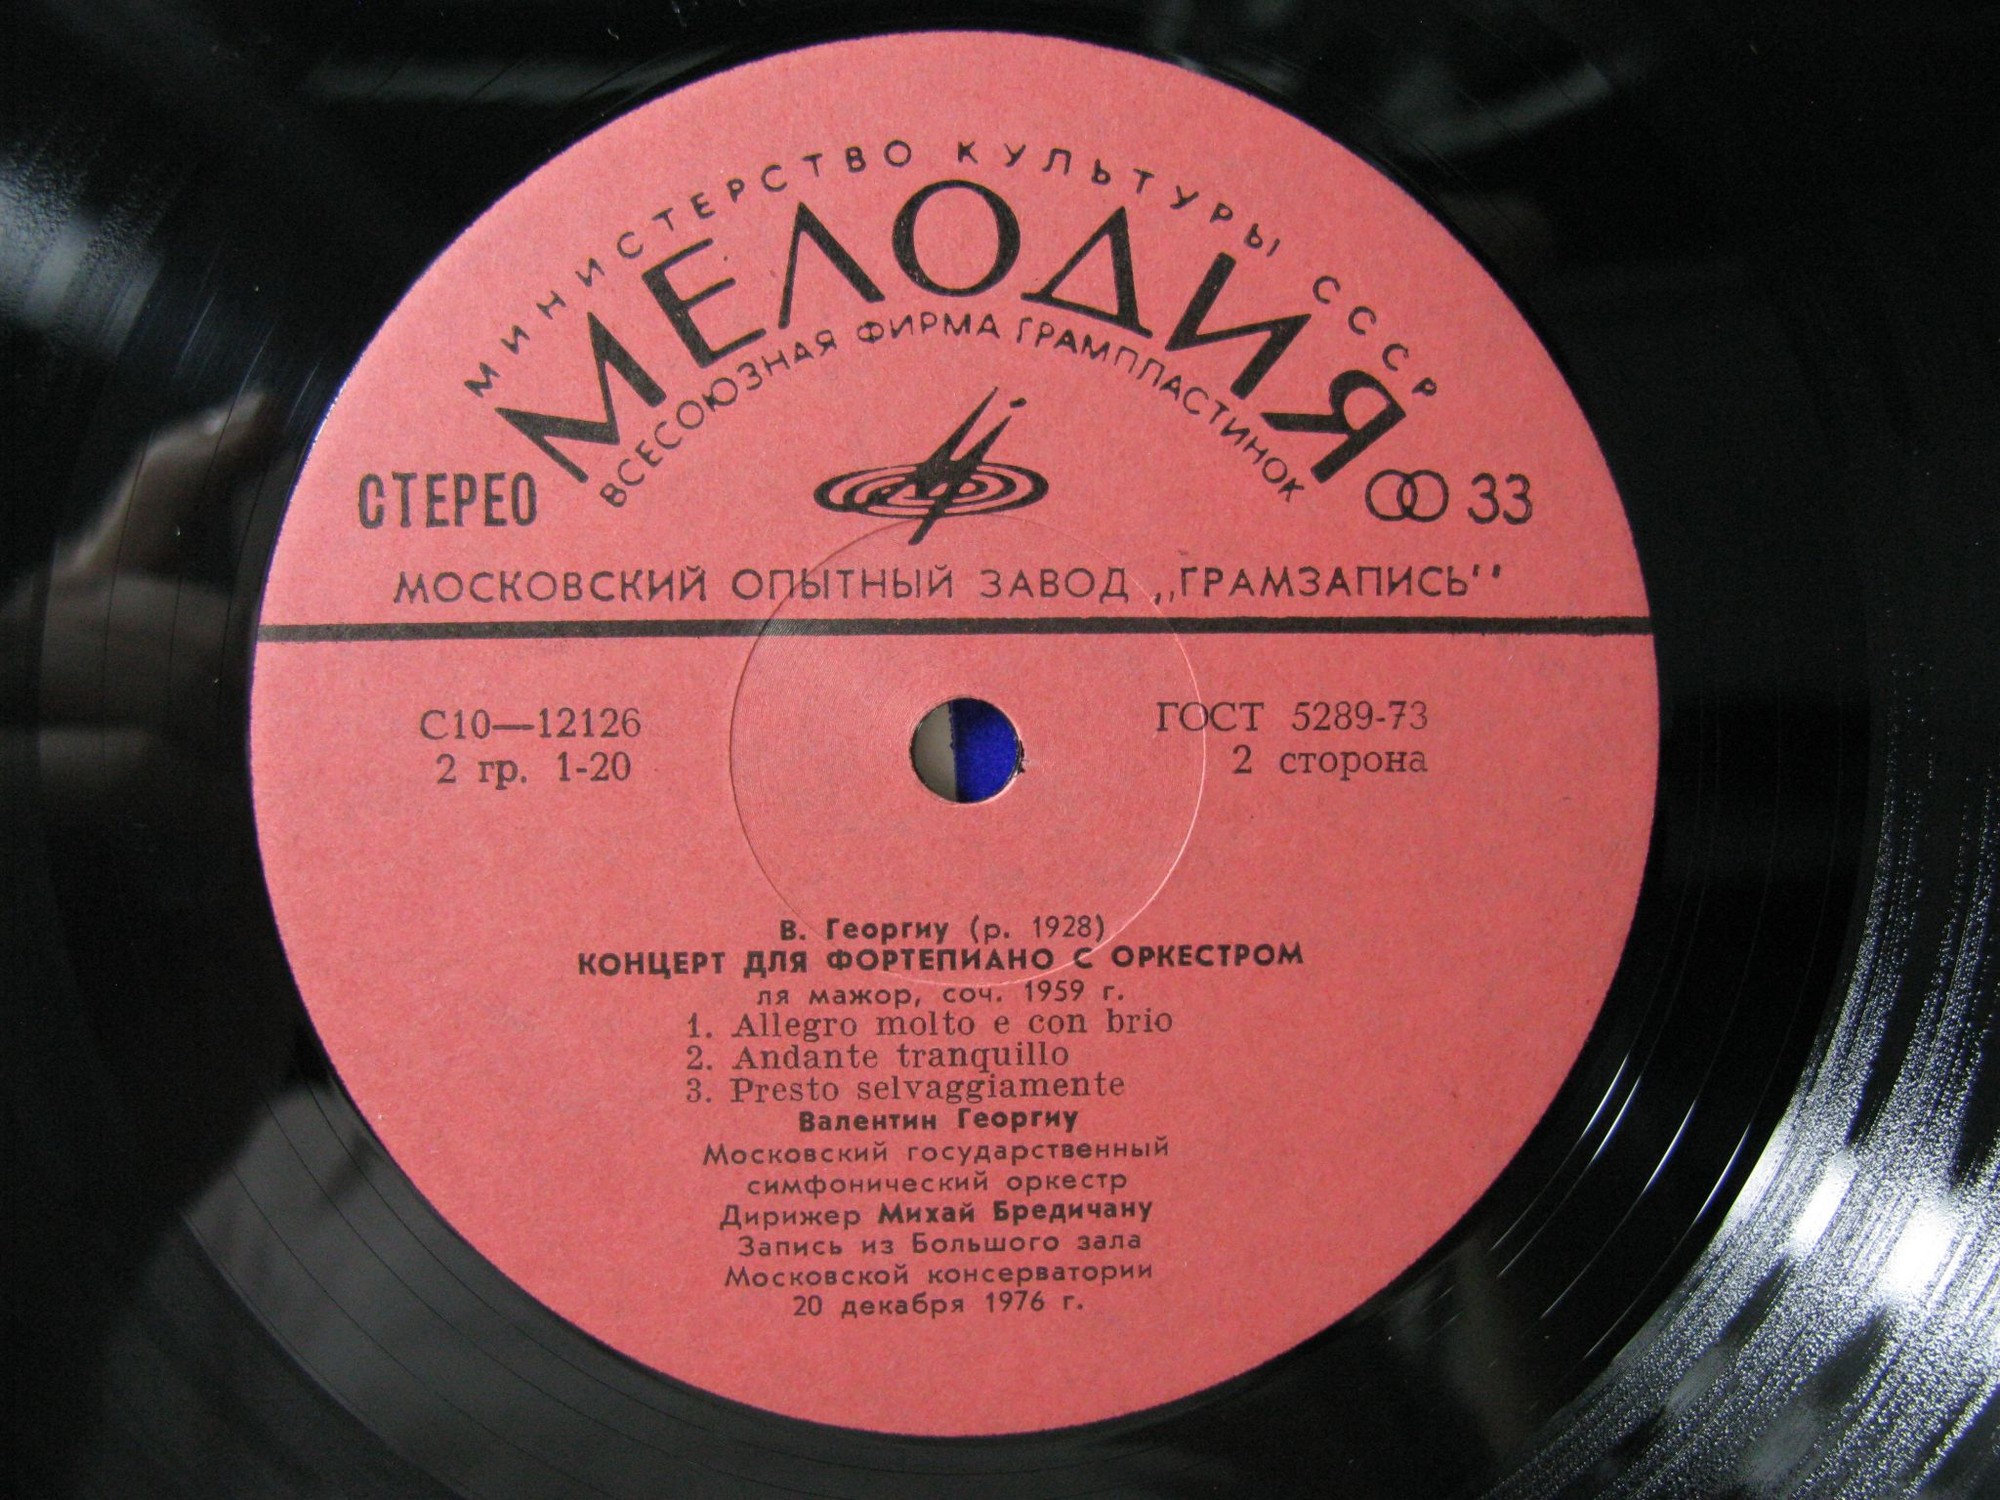 МИНИСТЕРСТВО КУЛЬТУРЫ СССР
МЕЛОДИЯ
ВСЕСОЮЗНАЯ ФИРМА ГРАМПЛАСТИНОК
СТЕРЕО
33
МОСКОВСКИЙ ОПЫТНЫЙ ЗАВОД „ГРАМЗАПИСЬ''
С10—12126
ГОСТ 5289-73
2 гр. 1-20
2 сторона
В. Георгиу (р. 1928)
КОНЦЕРТ ДЛЯ ФОРТЕПИАНО С ОРКЕСТРОМ
ля мажор, соч. 1959 г.
1. Allegro molto e con brio
2. Andante tranquillo
3. Presto selvaggiamente
Валентин Георгиу
Московский государственный
симфонический оркестр
Дирижер Михай Бредичану
Запись из Большого зала
Московской консерватории
20 декабря 1976 г.